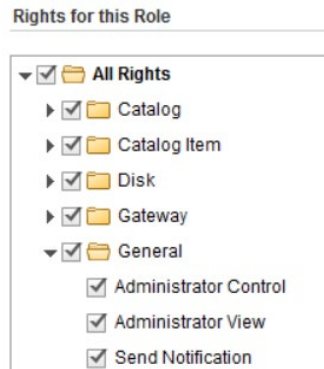 Rights for this Role
All Rights
Catalog
Catalog Item
Disk
Gateway
General
Administrator Control
Administrator View
Send Notification